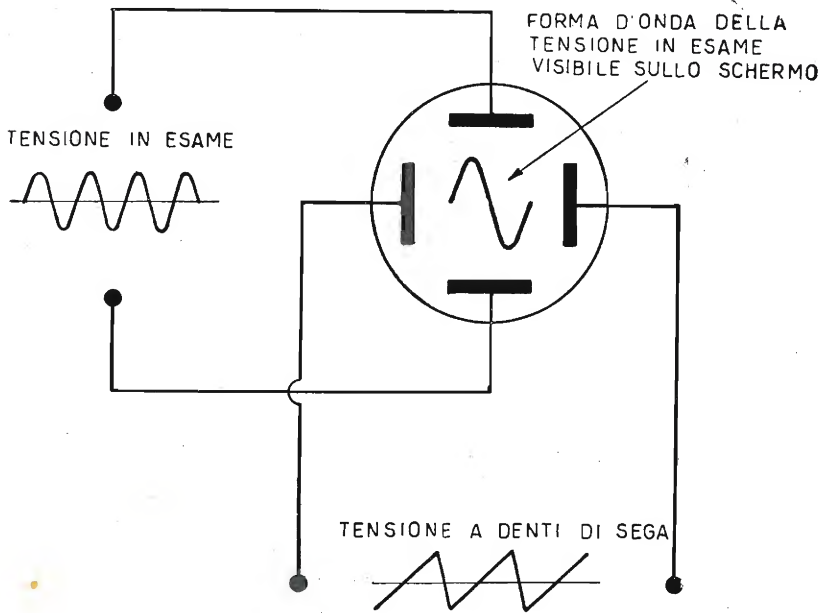 FORMA D'ONDA DELLA
TENSIONE IN ESAME
VISIBILE SULLO SCHERMO
TENSIONE IN ESAME
TENSIONE A DENTI DI SEGA